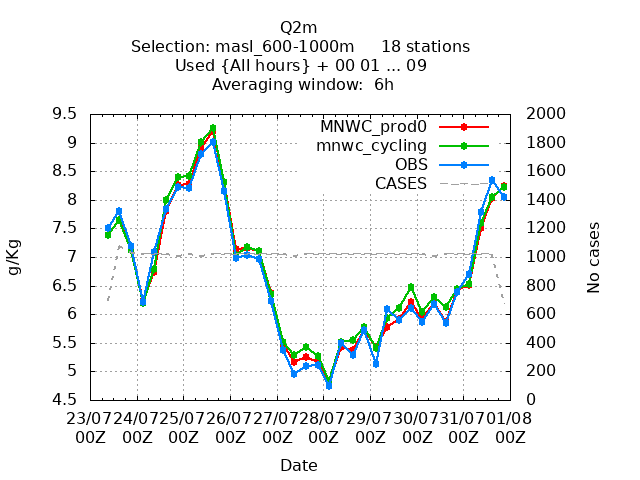 Q2m
Selection: masl_600-1000m 18 stations
Used {All hours} + 00 01 ... 09
Averaging window: 6h
9.5
9
8.5
8
7.5
7
6.5
6
5.5
5
4.5
2000
1800
1600
1400
1200
1000
800
600
400
200
0
MNWC_prod0
mnwc_cycling
OBS
CASES
g/Kg
No cases
23/07 24/07 25/07 26/07 27/07 28/07 29/07 30/07 31/07 01/08
00Z 00Z 00Z 00Z 00Z 00Z 00Z 00Z 00Z 00Z
Date